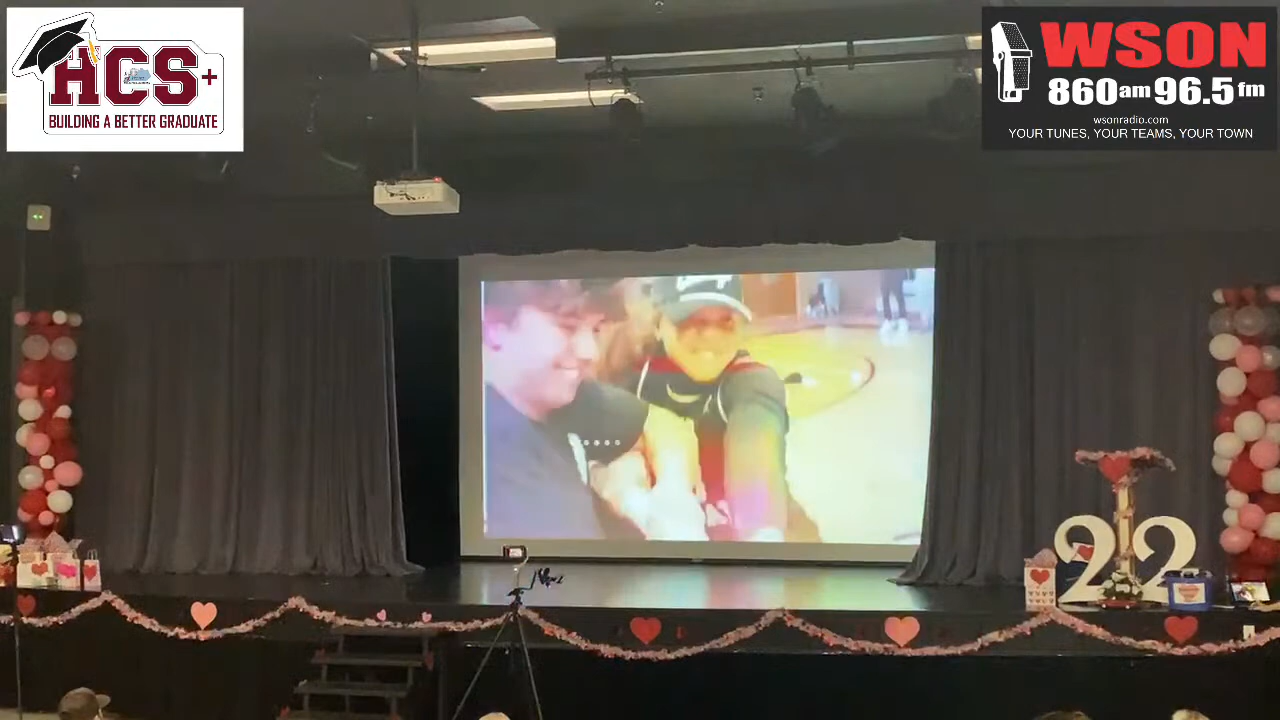 HCS+
BUILDING A BETTER GRADUATE
WSON
860am 96.5fm
wsonradio.com
YOUR TUNES, YOUR TEAMS, YOUR TOWN
22